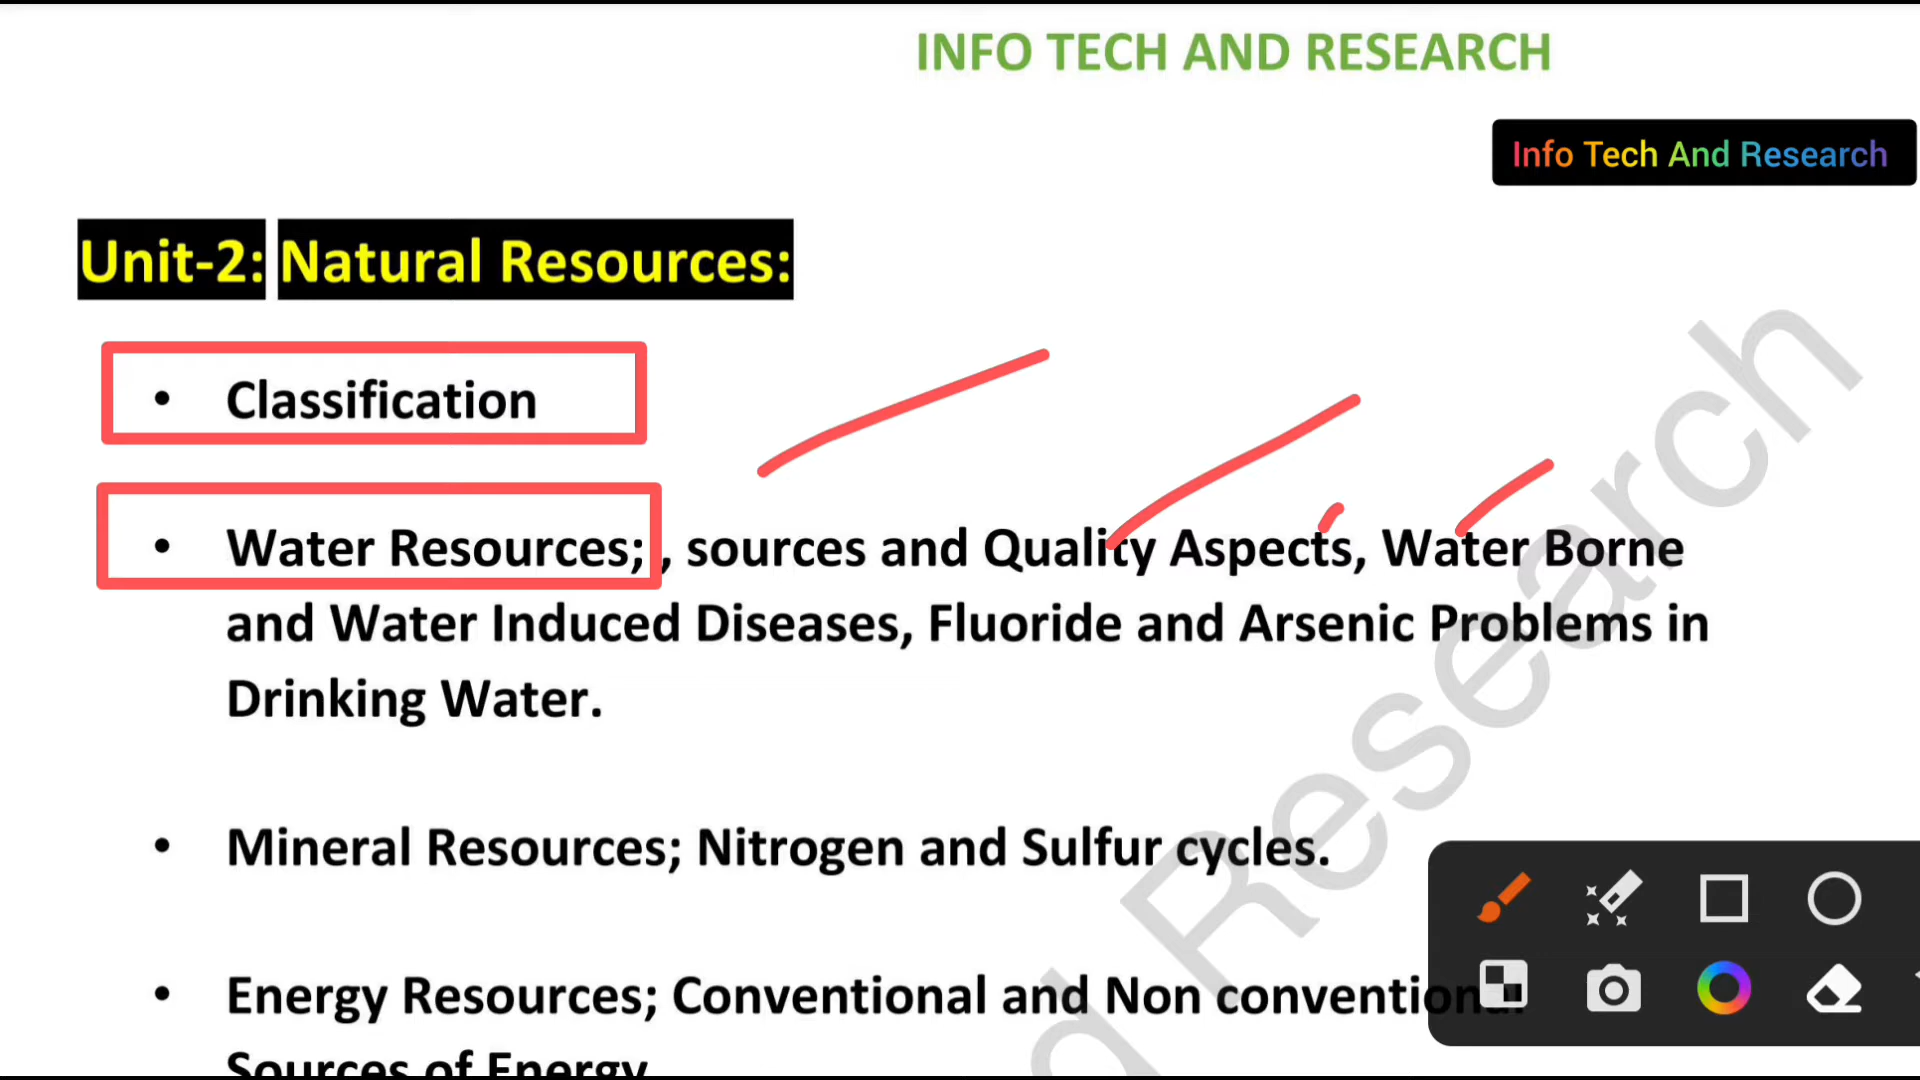 INFO TECH AND RESEARCH
Info Tech And Research
Unit-2: Natural Resources:
• Classification
• Water Resources; , sources and Quality Aspects, Water Borne
and Water Induced Diseases, Fluoride and Arsenic Problems in
Drinking Water.
• Mineral Resources; Nitrogen and Sulfur cycles.
• Energy Resources; Conventional and Non conventional
Sources of Energy
d Research